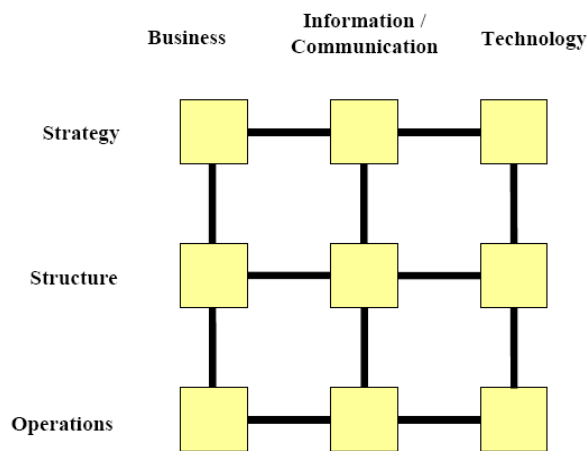 Business
Information /
Communication
Technology
Strategy
Structure
Operations